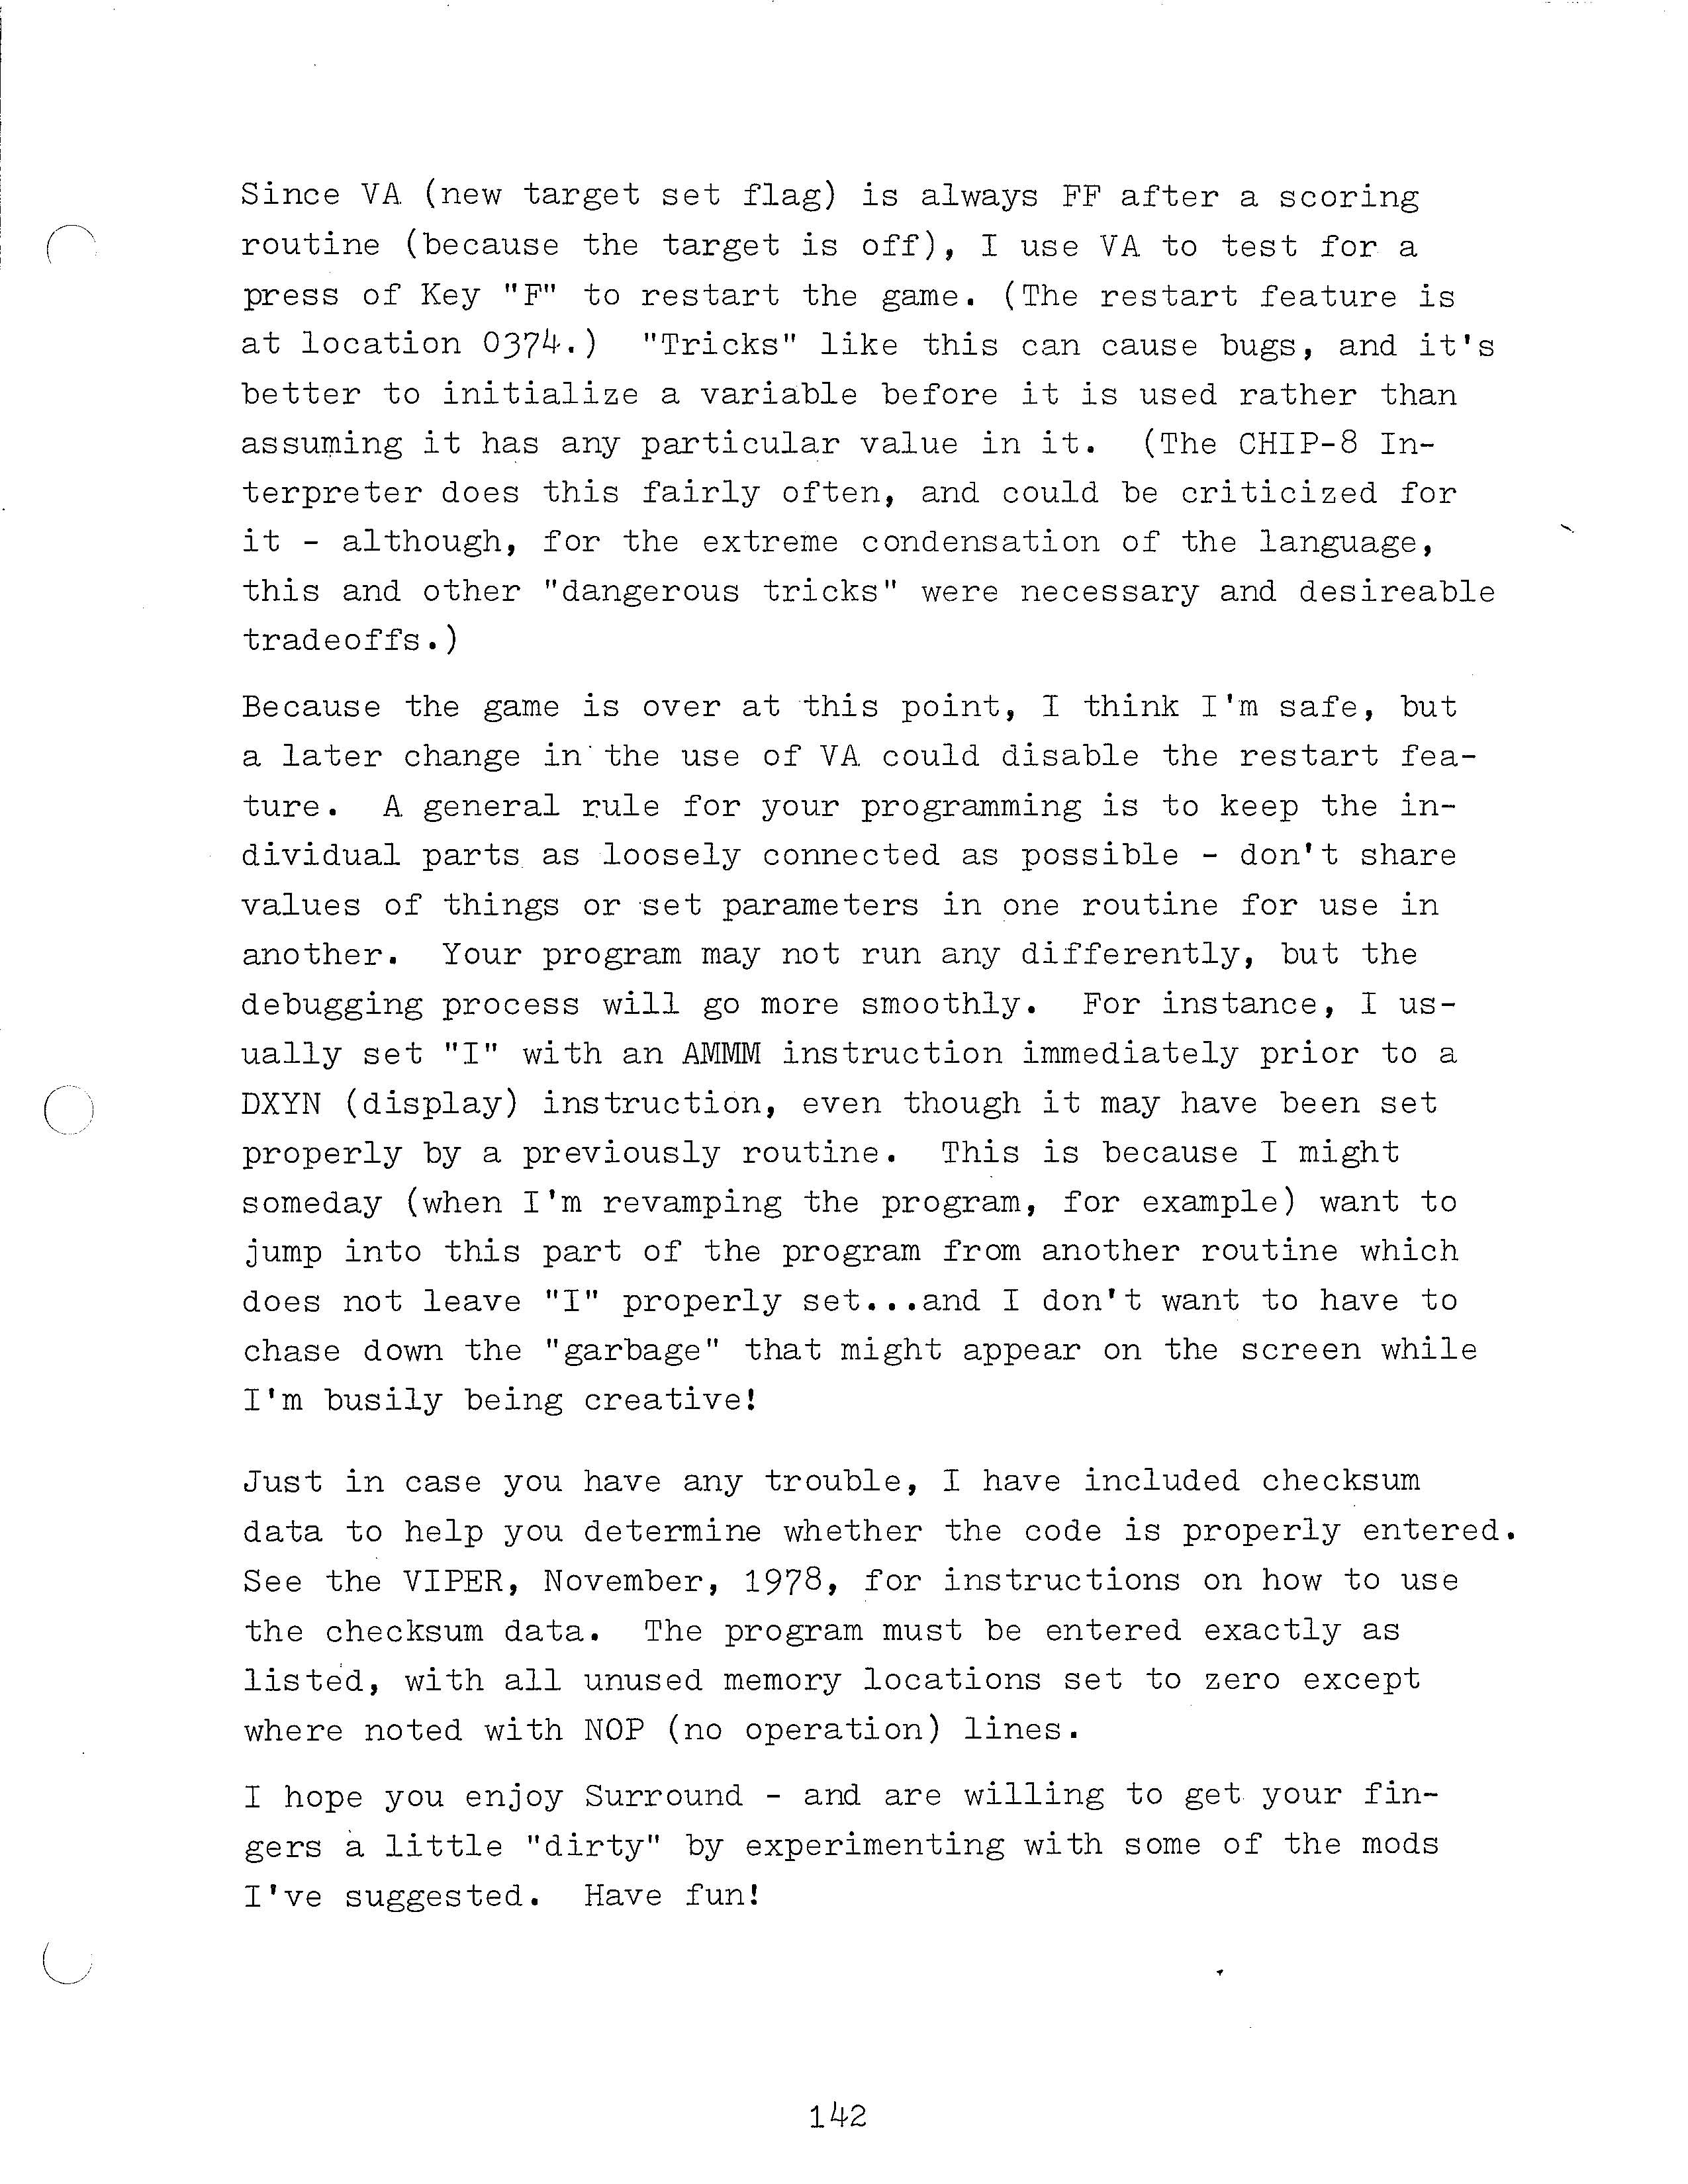 Since VA (new target set flag) is always FF after a scoring
routine (because the target is off), I use VA to test for a
press of Key "F" to restart the game. (The restart feature is
at location 0374.)  "Tricks" like this can cause bugs, and it's
better to initialize a variable before it is used rather than
assuming it has any particular value in it.  (The CHIP-8 In-
terpreter does this fairly often, and could be criticized for
it - although, for the extreme condensation of the language,
this and other "dangerous tricks" were necessary and desireable
tradeoffs.)
Because the game is over at this point, I think I'm safe, but
a later change in the use of VA could disable the restart fea-
ture.  A general rule for your programming is to keep the in-
dividual parts as loosely connected as possible - don't share
values of things or set parameters in one routine for use in
another.  Your program may not run any differently, but the
debugging process will go more smoothly.  For instance, I us-
ually set "I" with an AMMM instruction immediately prior to a
DXYN (display) instruction, even though it may have been set
properly by a previously routine.  This is because I might
someday (when I'm revamping the program, for example) want to
jump into this part of the program from another routine which
does not leave "I" properly set...and I don't want to have to
chase down the "garbage" that might appear on the screen while
I'm busily being creative!
Just in case you have any trouble, I have included checksum
data to help you determine whether the code is properly entered.
See the VIPER, November, 1978, for instructions on how to use
the checksum data.  The program must be entered exactly as
listed, with all unused memory locations set to zero except
where noted with NOP (no operation) lines.
I hope you enjoy Surround - and are willing to get your fin-
gers a little "dirty" by experimenting with some of the mods
I've suggested.  Have fun!
142